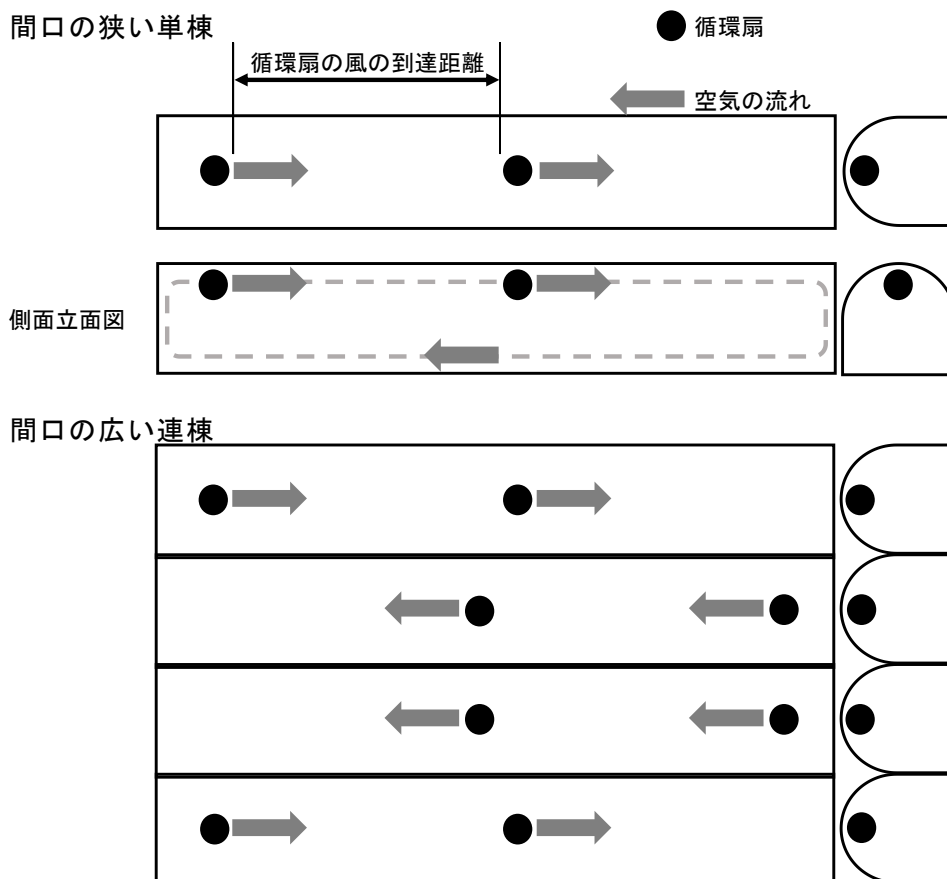 間口の狭い単棟
循環扇
循環扇の風の到達距離
空気の流れ
側面立面図
間口の広い連棟